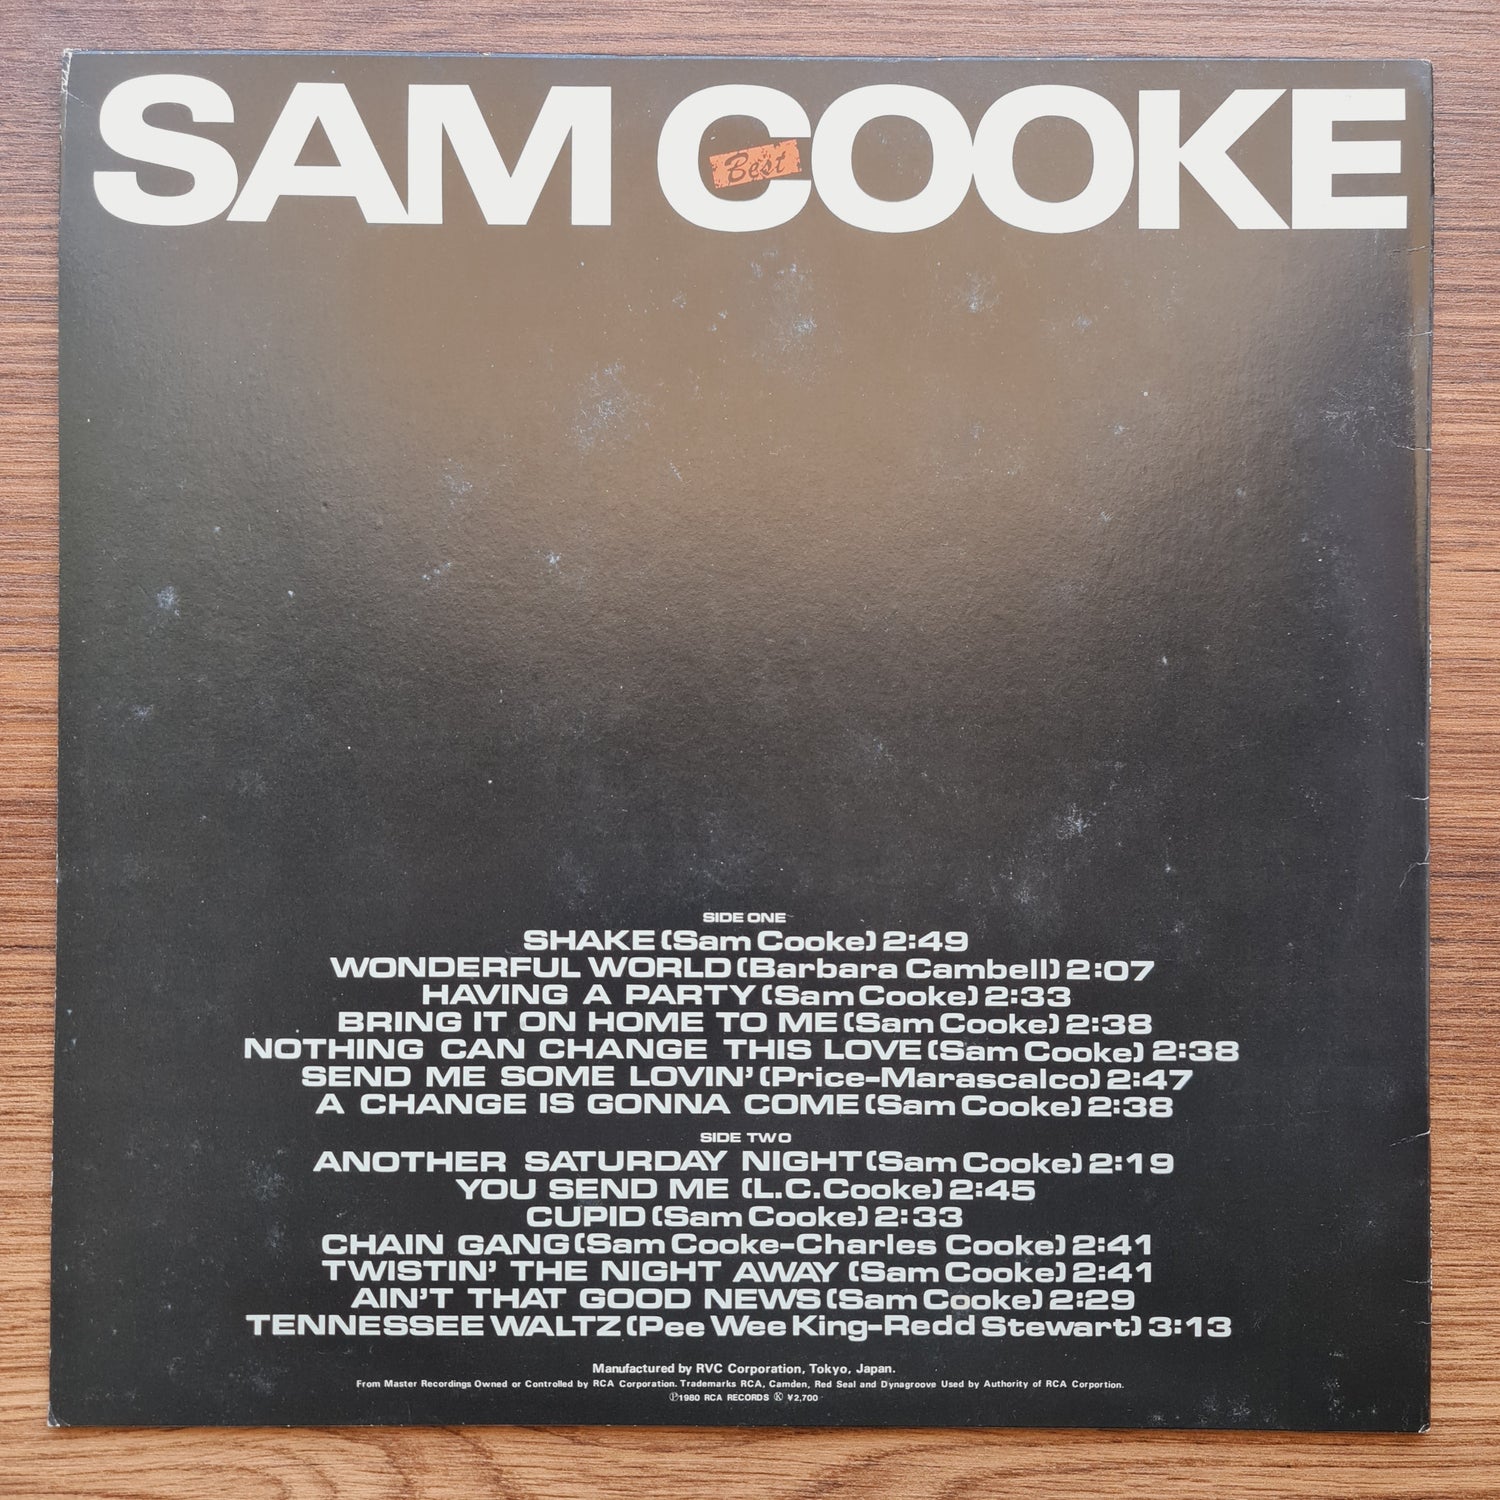 SAM COOKE
Best
SIDE ONE
SHAKE (Sam Cooke) 2:49
WONDERFUL WORLD (Barbara Cambell) 2:07
HAVING A PARTY (Sam Cooke) 2:33
BRING IT ON HOME TO ME (Sam Cooke) 2:38
NOTHING CAN CHANGE THIS LOVE (Sam Cooke) 2:38
SEND ME SOME LOVIN' (Price-Marascalco) 2:47
A CHANGE IS GONNA COME (Sam Cooke) 2:38
SIDE TWO
ANOTHER SATURDAY NIGHT (Sam Cooke) 2:19
YOU SEND ME (L.C.Cooke) 2:45
CUPID (Sam Cooke) 2:33
CHAIN GANG (Sam Cooke-Charles Cooke) 2:41
TWISTIN' THE NIGHT AWAY (Sam Cooke) 2:41
AIN'T THAT GOOD NEWS (Sam Cooke) 2:29
TENNESSEE WALTZ (Pee Wee King-Redd Stewart) 3:13
Manufactured by RVC Corporation, Tokyo, Japan.
From Master Recordings Owned or Controlled by RCA Corporation. Trademarks RCA, Camden, Red Seal and Dynagroove Used by Authority of RCA Corportion.
Ⓟ1980 RCA RECORDS Ⓚ ¥2,700